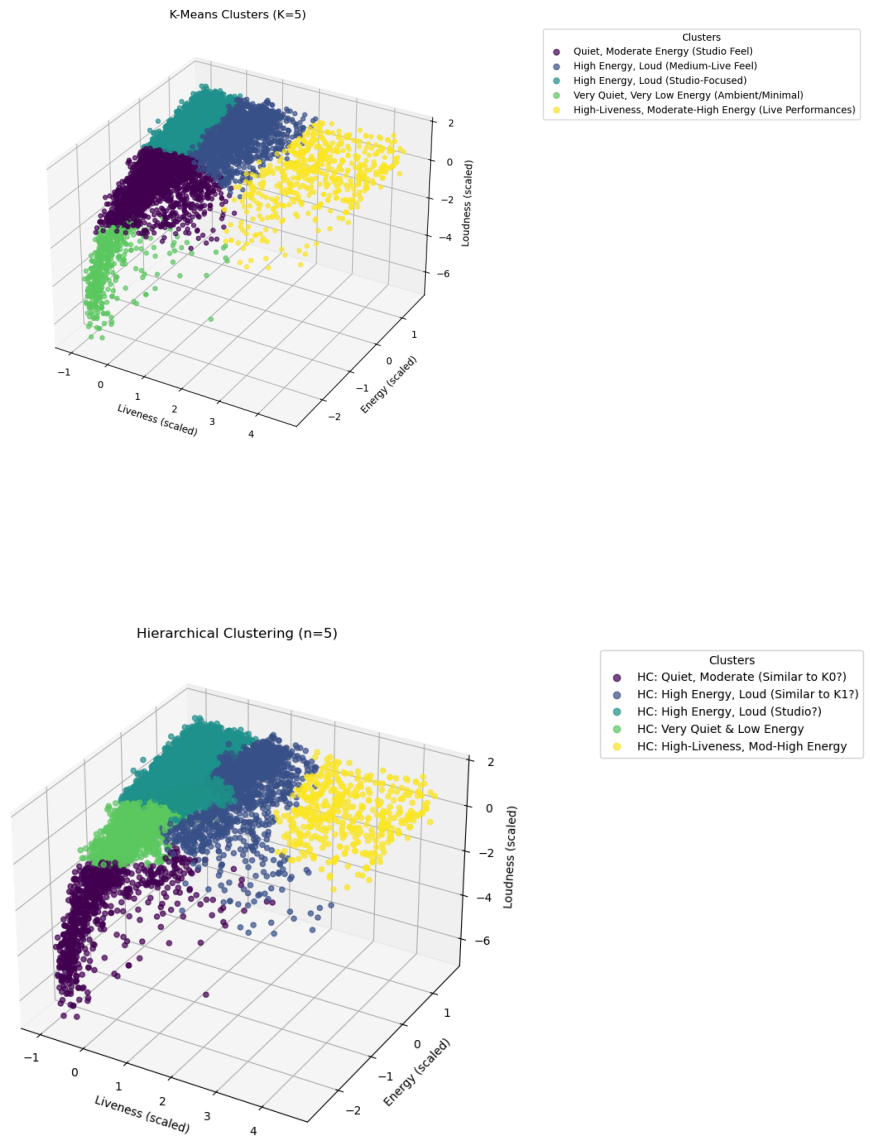 K-Means Clusters (K=5)
Clusters
Quiet, Moderate Energy (Studio Feel)
High Energy, Loud (Medium-Live Feel)
High Energy, Loud (Studio-Focused)
Very Quiet, Very Low Energy (Ambient/Minimal)
High-Liveness, Moderate-High Energy (Live Performances)
2
0
−2
−4
−6
Loudness (scaled)
1
0
−1
−2
Energy (scaled)
−1
0
1
2
3
4
Liveness (scaled)
Hierarchical Clustering (n=5)
Clusters
HC: Quiet, Moderate (Similar to K0?)
HC: High Energy, Loud (Similar to K1?)
HC: High Energy, Loud (Studio?)
HC: Very Quiet & Low Energy
HC: High-Liveness, Mod-High Energy
2
0
−2
−4
−6
Loudness (scaled)
1
0
−1
−2
Energy (scaled)
−1
0
1
2
3
4
Liveness (scaled)